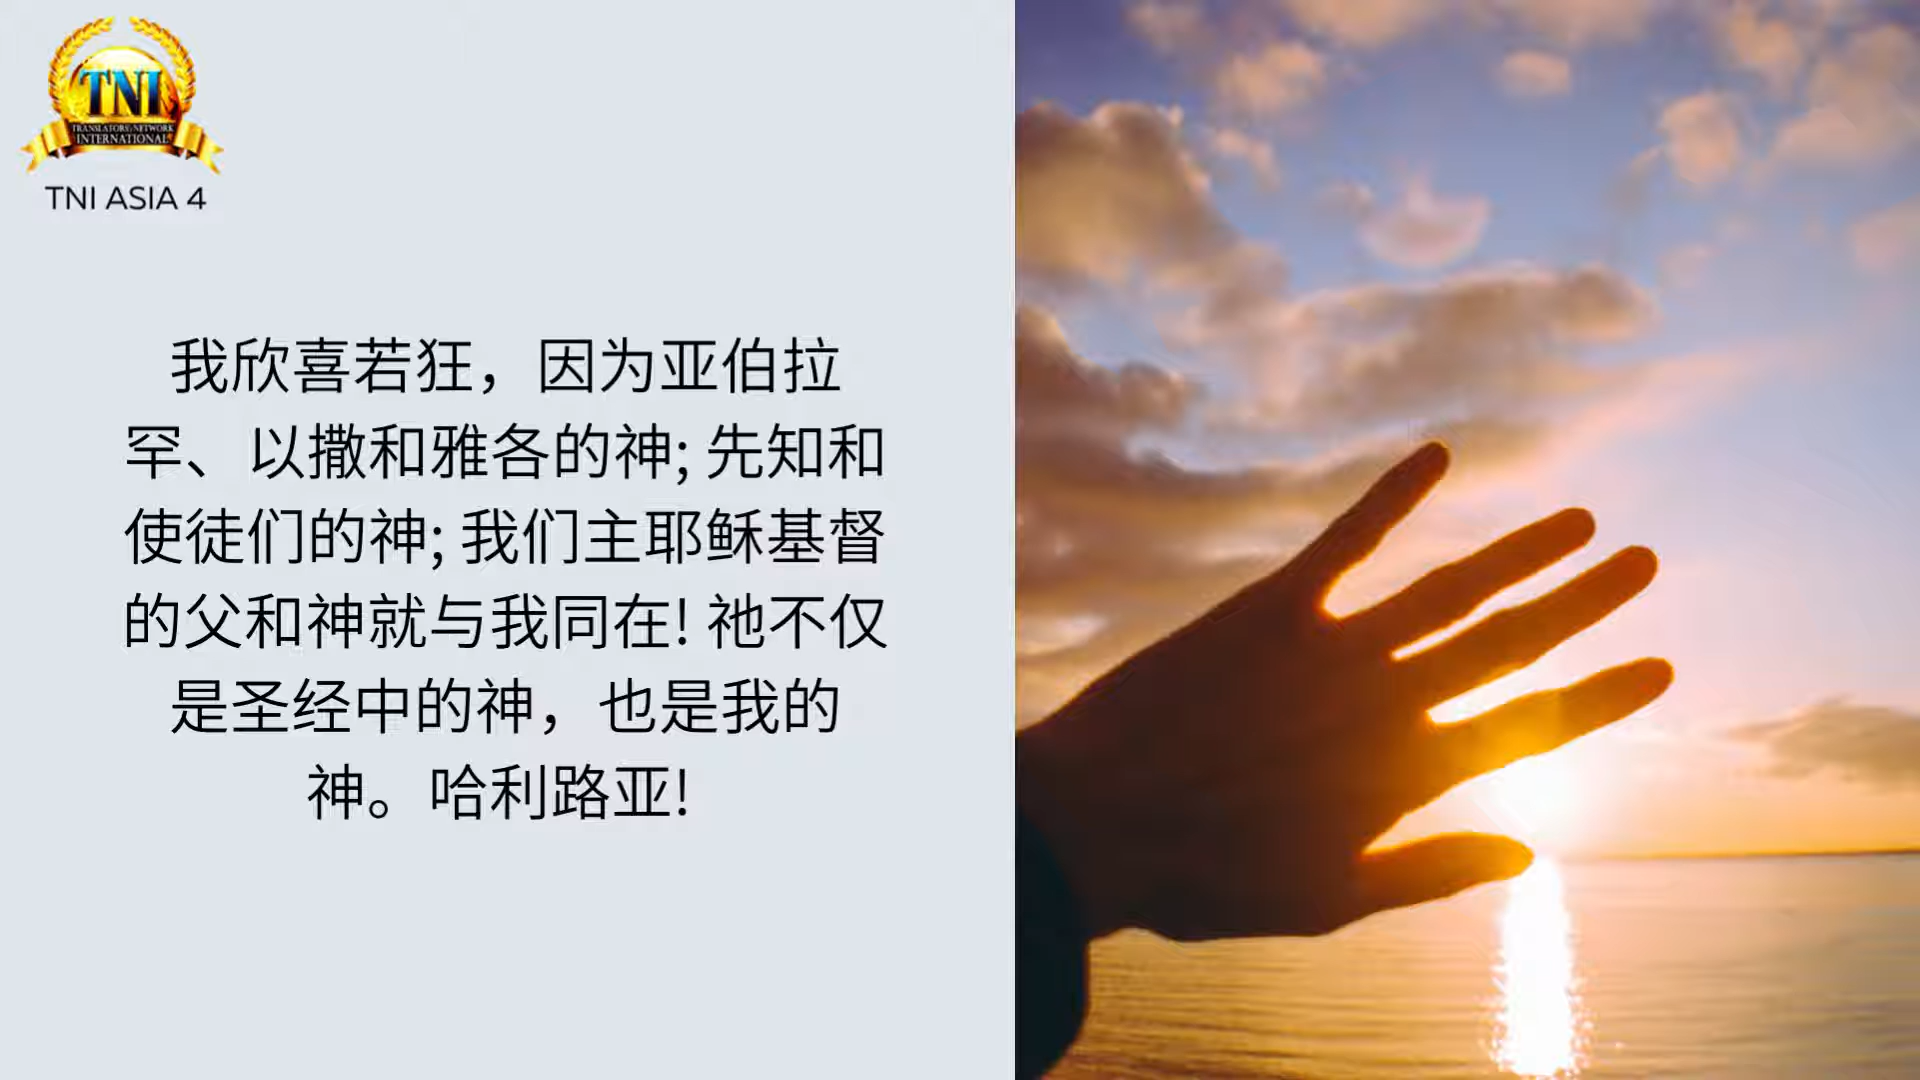 TNI
TRANSLATORS' NETWORK
INTERNATIONAL
TNI ASIA 4
我欣喜若狂，因为亚伯拉
罕、以撒和雅各的神; 先知和
使徒们的神; 我们主耶稣基督
的父和神就与我同在! 祂不仅
是圣经中的神，也是我的
神。哈利路亚!